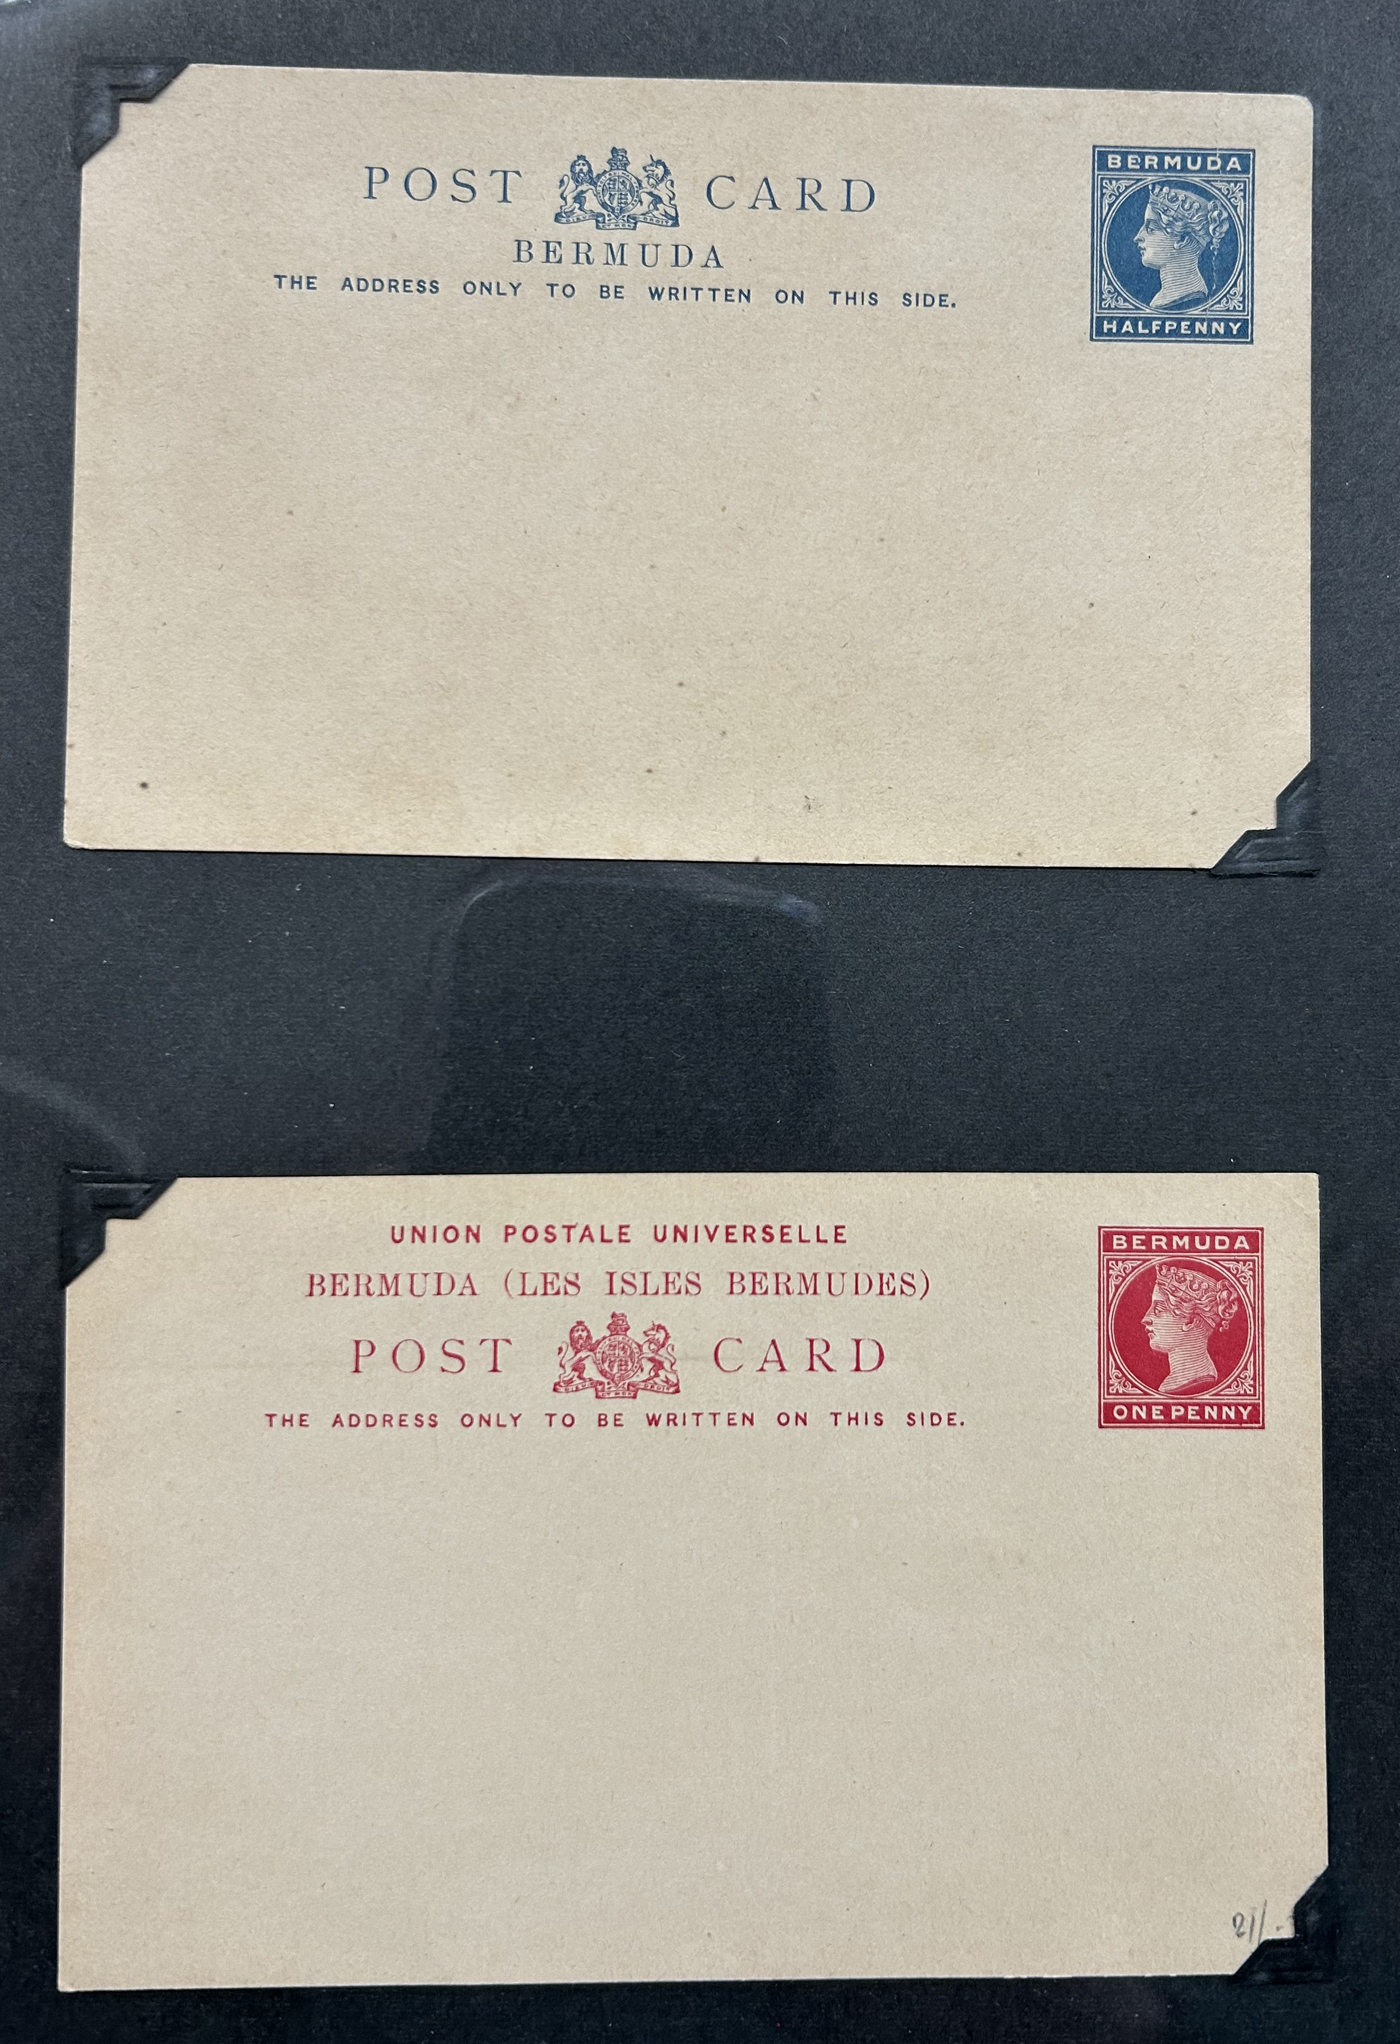 POST CARD
BERMUDA
THE ADDRESS ONLY TO BE WRITTEN ON THIS SIDE.
BERMUDA
HALFPENNY
UNION POSTALE UNIVERSELLE
BERMUDA (LES ISLES BERMUDES)
POST CARD
THE ADDRESS ONLY TO BE WRITTEN ON THIS SIDE.
BERMUDA
ONE PENNY
21/-